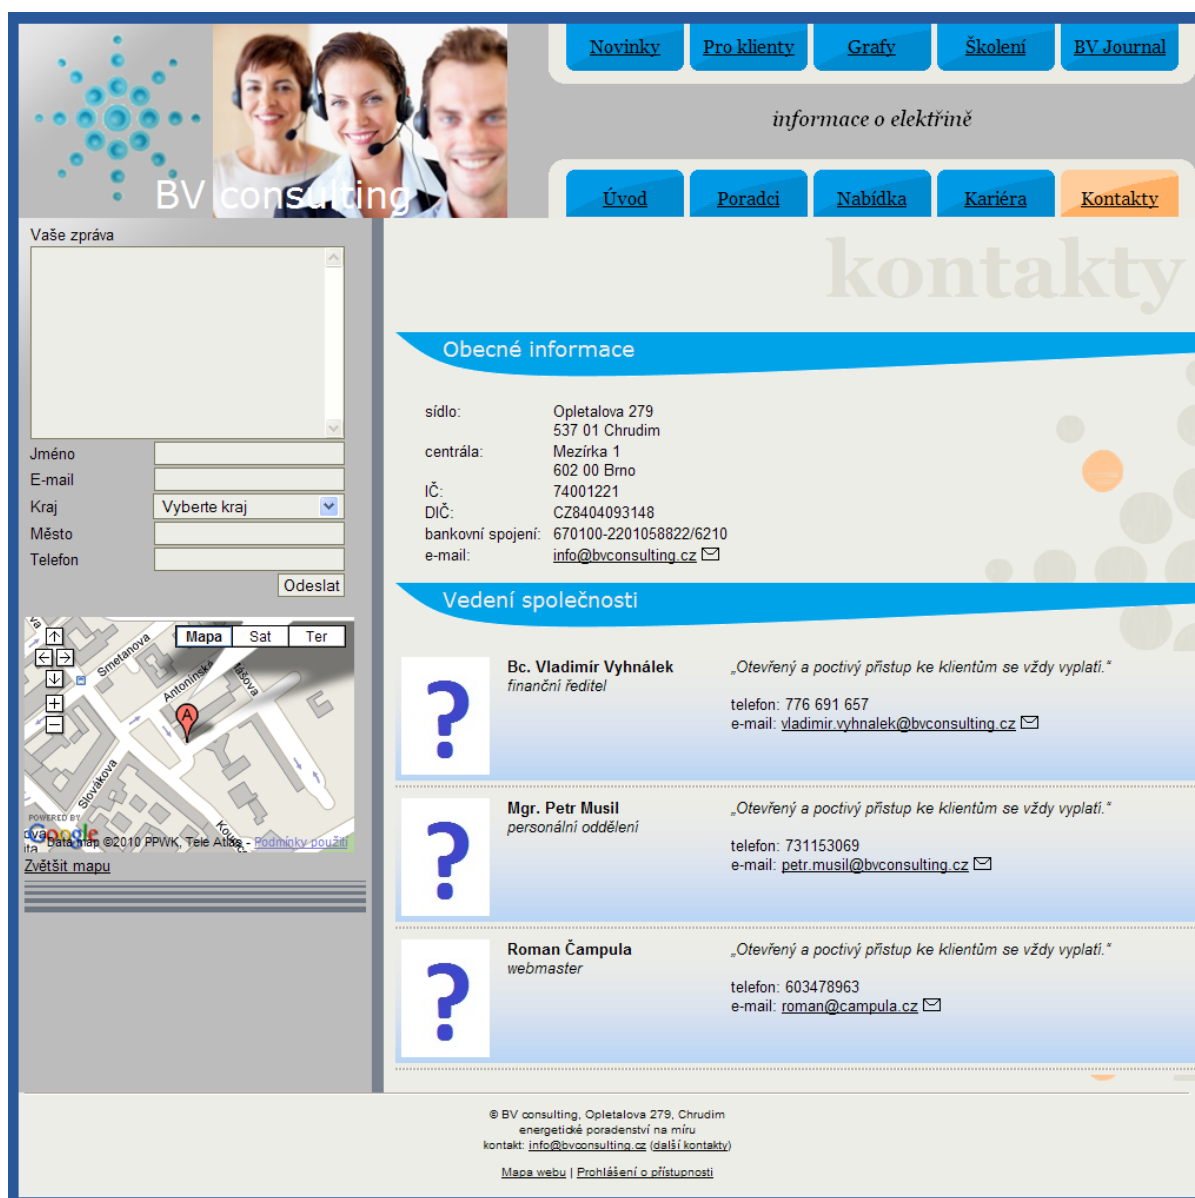 Novinky
Pro klienty
Grafy
Školení
BV Journal
informace o elektřině
BV consulting
Úvod
Poradci
Nabídka
Kariéra
Kontakty
Vaše zpráva
Jméno
E-mail
Kraj Vyberte kraj
Město
Telefon
Odeslat
Mapa Sat Ter
Smetanova
Antonínská
Mášova
A
Slovákova
POWERED BY
Google
Data map ©2010 PPWK, Tele Atlas - Podmínky použití
Zvětšit mapu
kontakty
Obecné informace
sídlo: Opletalova 279
537 01 Chrudim
centrála: Mezírka 1
602 00 Brno
IČ: 74001221
DIČ: CZ8404093148
bankovní spojení: 670100-2201058822/6210
e-mail: info@bvconsulting.cz
Vedení společnosti
?
Bc. Vladimír Vyhnálek
finanční ředitel
„Otevřený a poctivý přístup ke klientům se vždy vyplatí.“
telefon: 776 691 657
e-mail: vladimir.vyhnalek@bvconsulting.cz
?
Mgr. Petr Musil
personální oddělení
„Otevřený a poctivý přístup ke klientům se vždy vyplatí.“
telefon: 731153069
e-mail: petr.musil@bvconsulting.cz
?
Roman Čampula
webmaster
„Otevřený a poctivý přístup ke klientům se vždy vyplatí.“
telefon: 603478963
e-mail: roman@campula.cz
© BV consulting, Opletalova 279, Chrudim
energetické poradenství na míru
kontakt: info@bvconsulting.cz (další kontakty)
Mapa webu | Prohlášení o přístupnosti